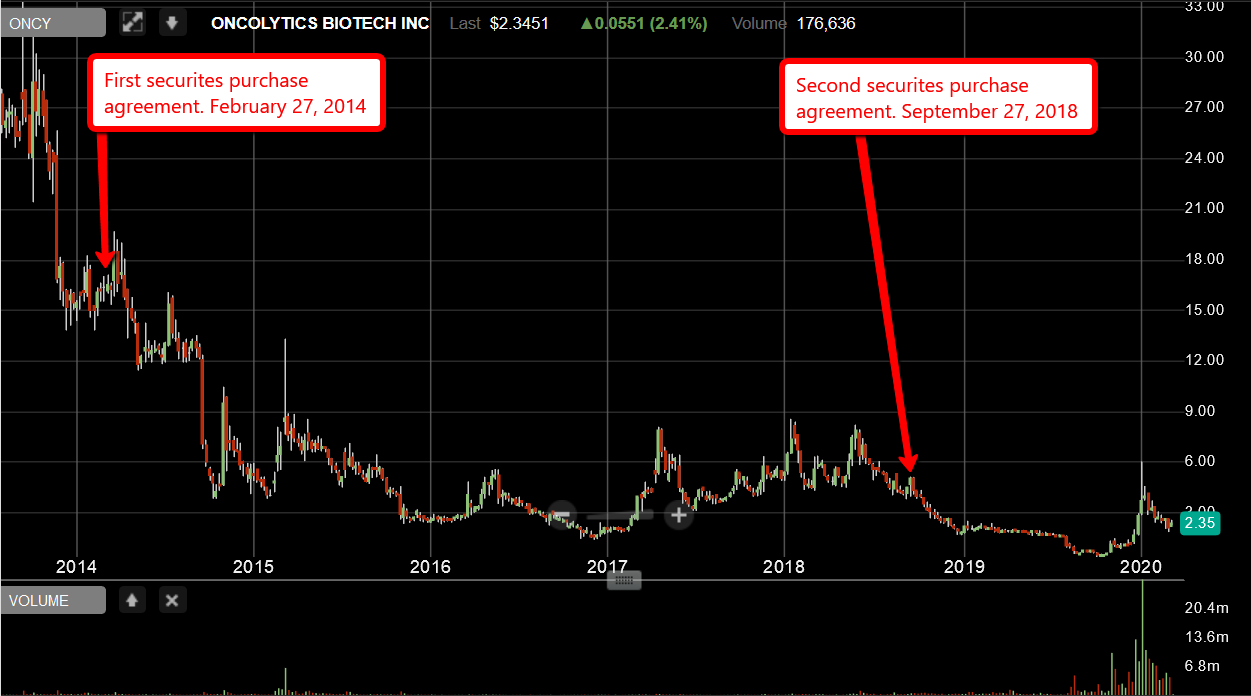 33.00
ONCY
ONCOLYTICS BIOTECH INC Last $2.3451 ▲0.0551 (2.41%) Volume 176,636
30.00
First securites purchase
agreement. February 27, 2014
Second securites purchase
agreement. September 27, 2018
27.00
24.00
21.00
18.00
15.00
12.00
9.00
6.00
3.00
2.35
2014 2015 2016 2017 2018 2019 2020
VOLUME
20.4m
13.6m
6.8m